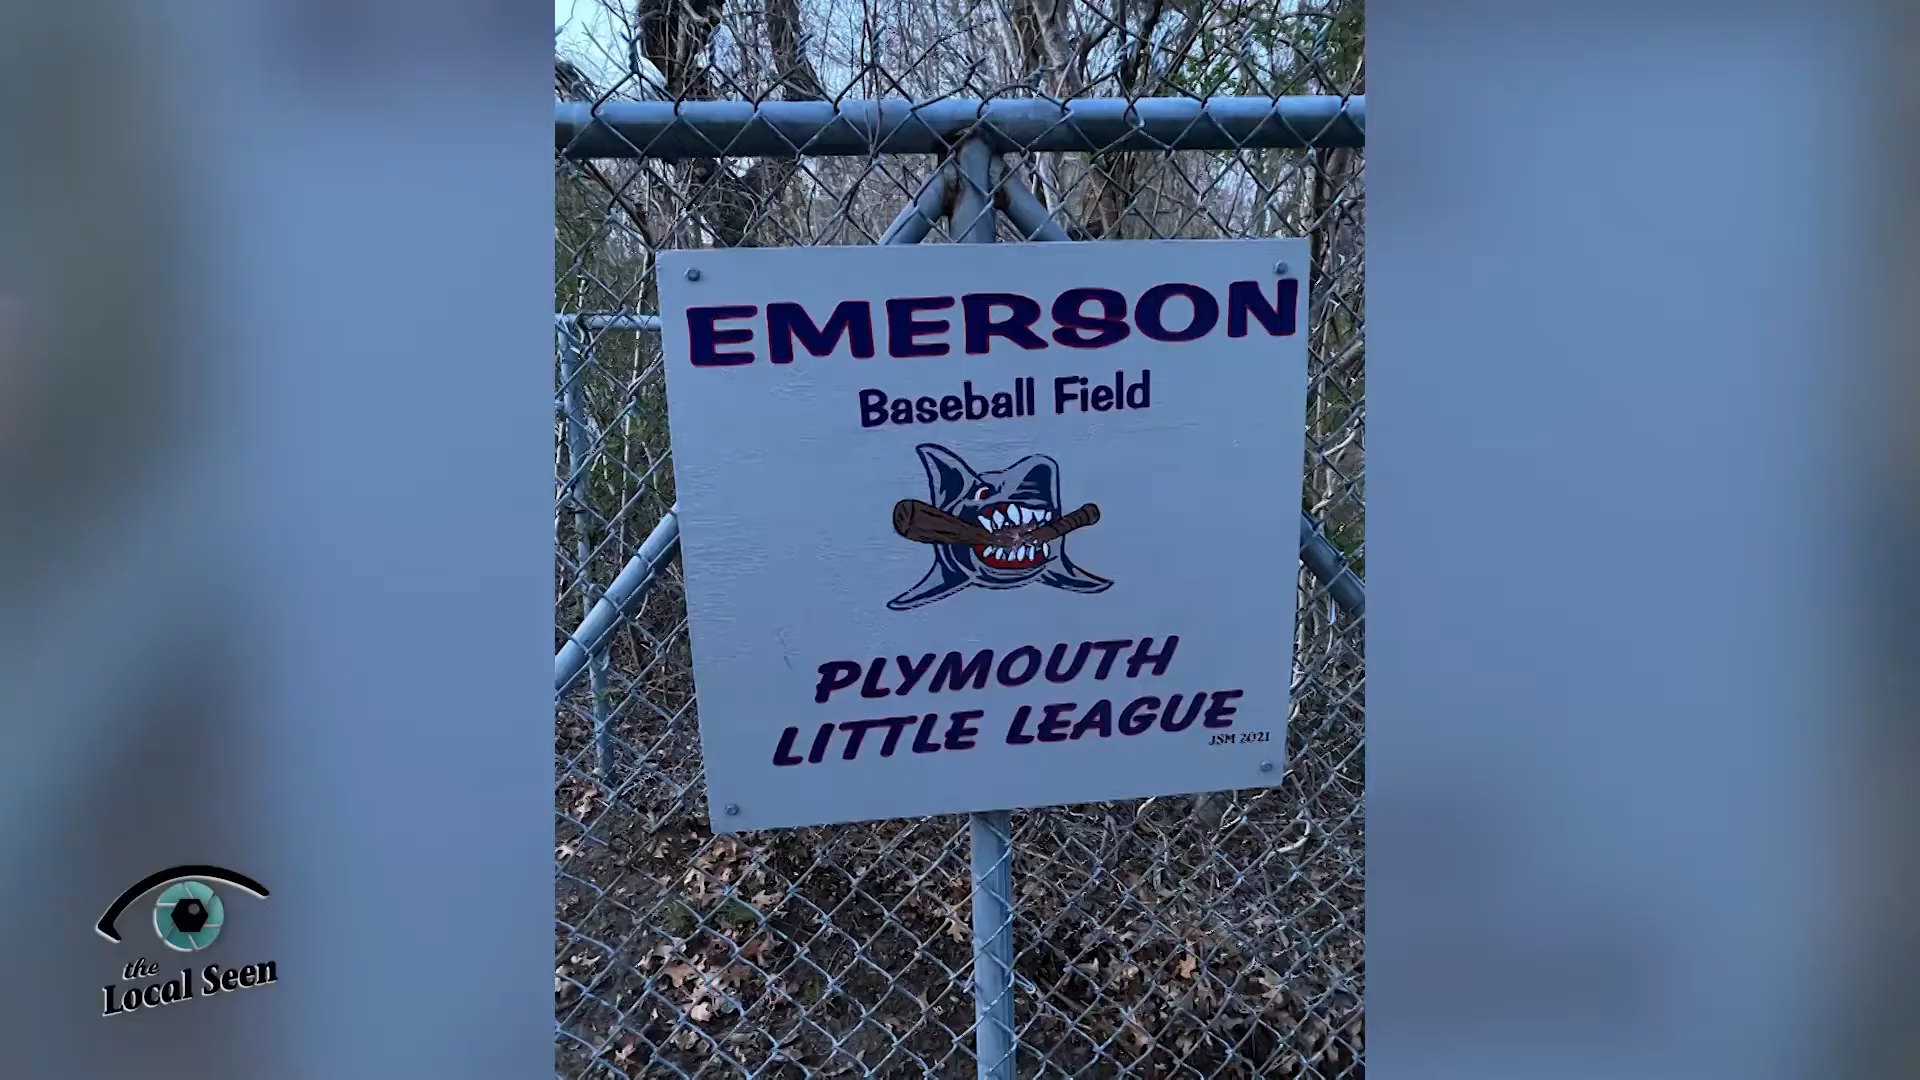 EMERSON
Baseball Field
PLYMOUTH
LITTLE LEAGUE
JSM 2021
the
Local Seen